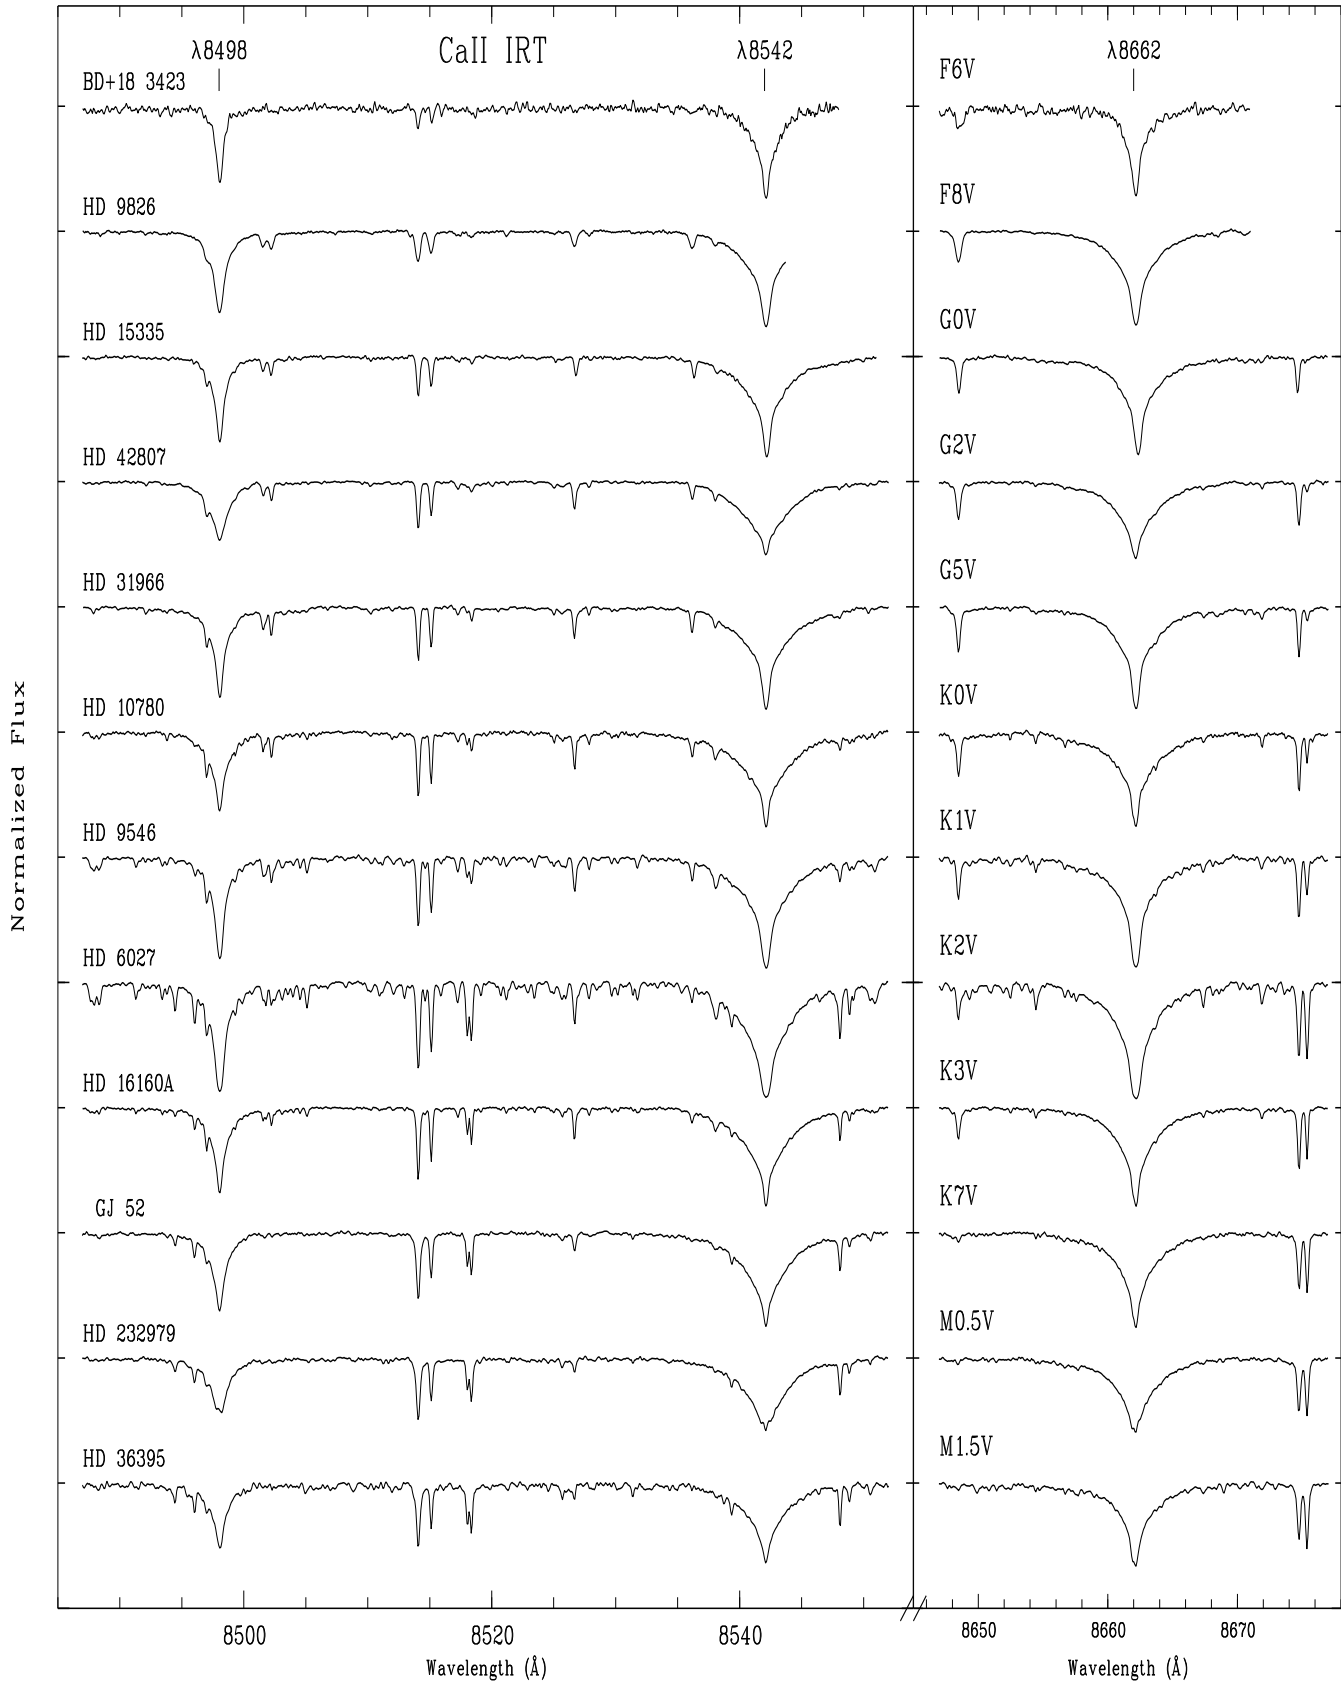 λ8498 CaII IRT λ8542 λ8662
BD+18 3423 F6V
HD 9826 F8V
HD 15335 G0V
HD 42807 G2V
HD 31966 G5V
HD 10780 K0V
HD 9546 K1V
HD 6027 K2V
HD 16160A K3V
GJ 52 K7V
HD 232979 M0.5V
HD 36395 M1.5V
Normalized Flux
8500 8520 8540 8650 8660 8670
Wavelength (Å) Wavelength (Å)